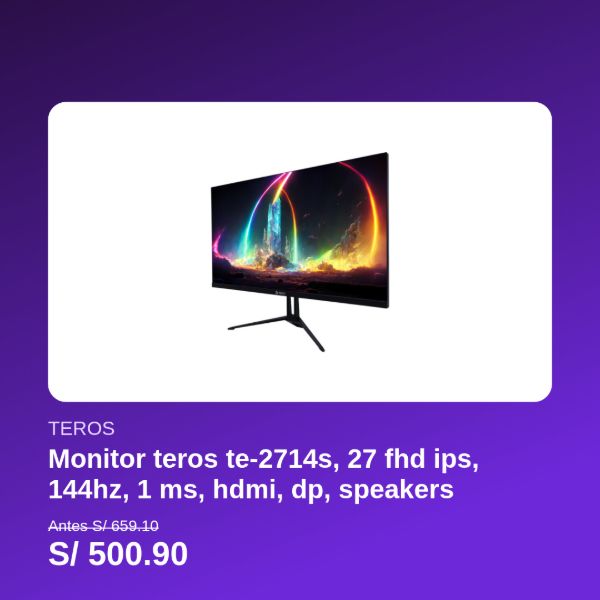 TEROS
Monitor teros te-2714s, 27 fhd ips,
144hz, 1 ms, hdmi, dp, speakers
Antes S/ 659.10
S/ 500.90